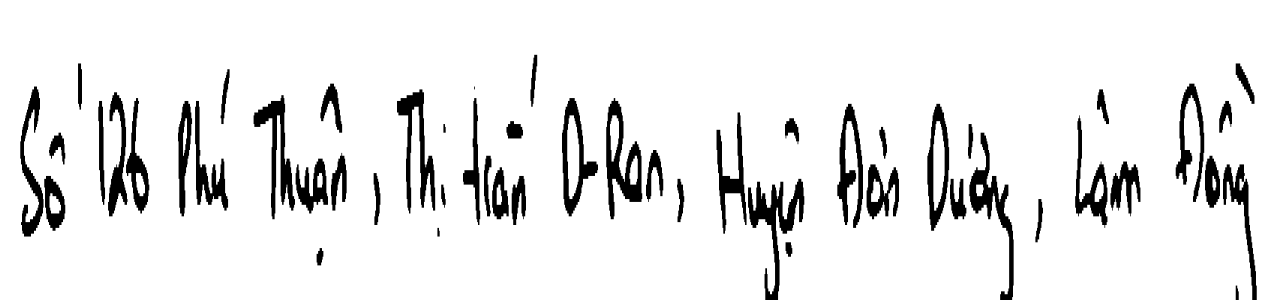 Số 126 Phú Thuận, Thị trấn D-Ran, Huyện Đơn Dương, Lâm Đồng